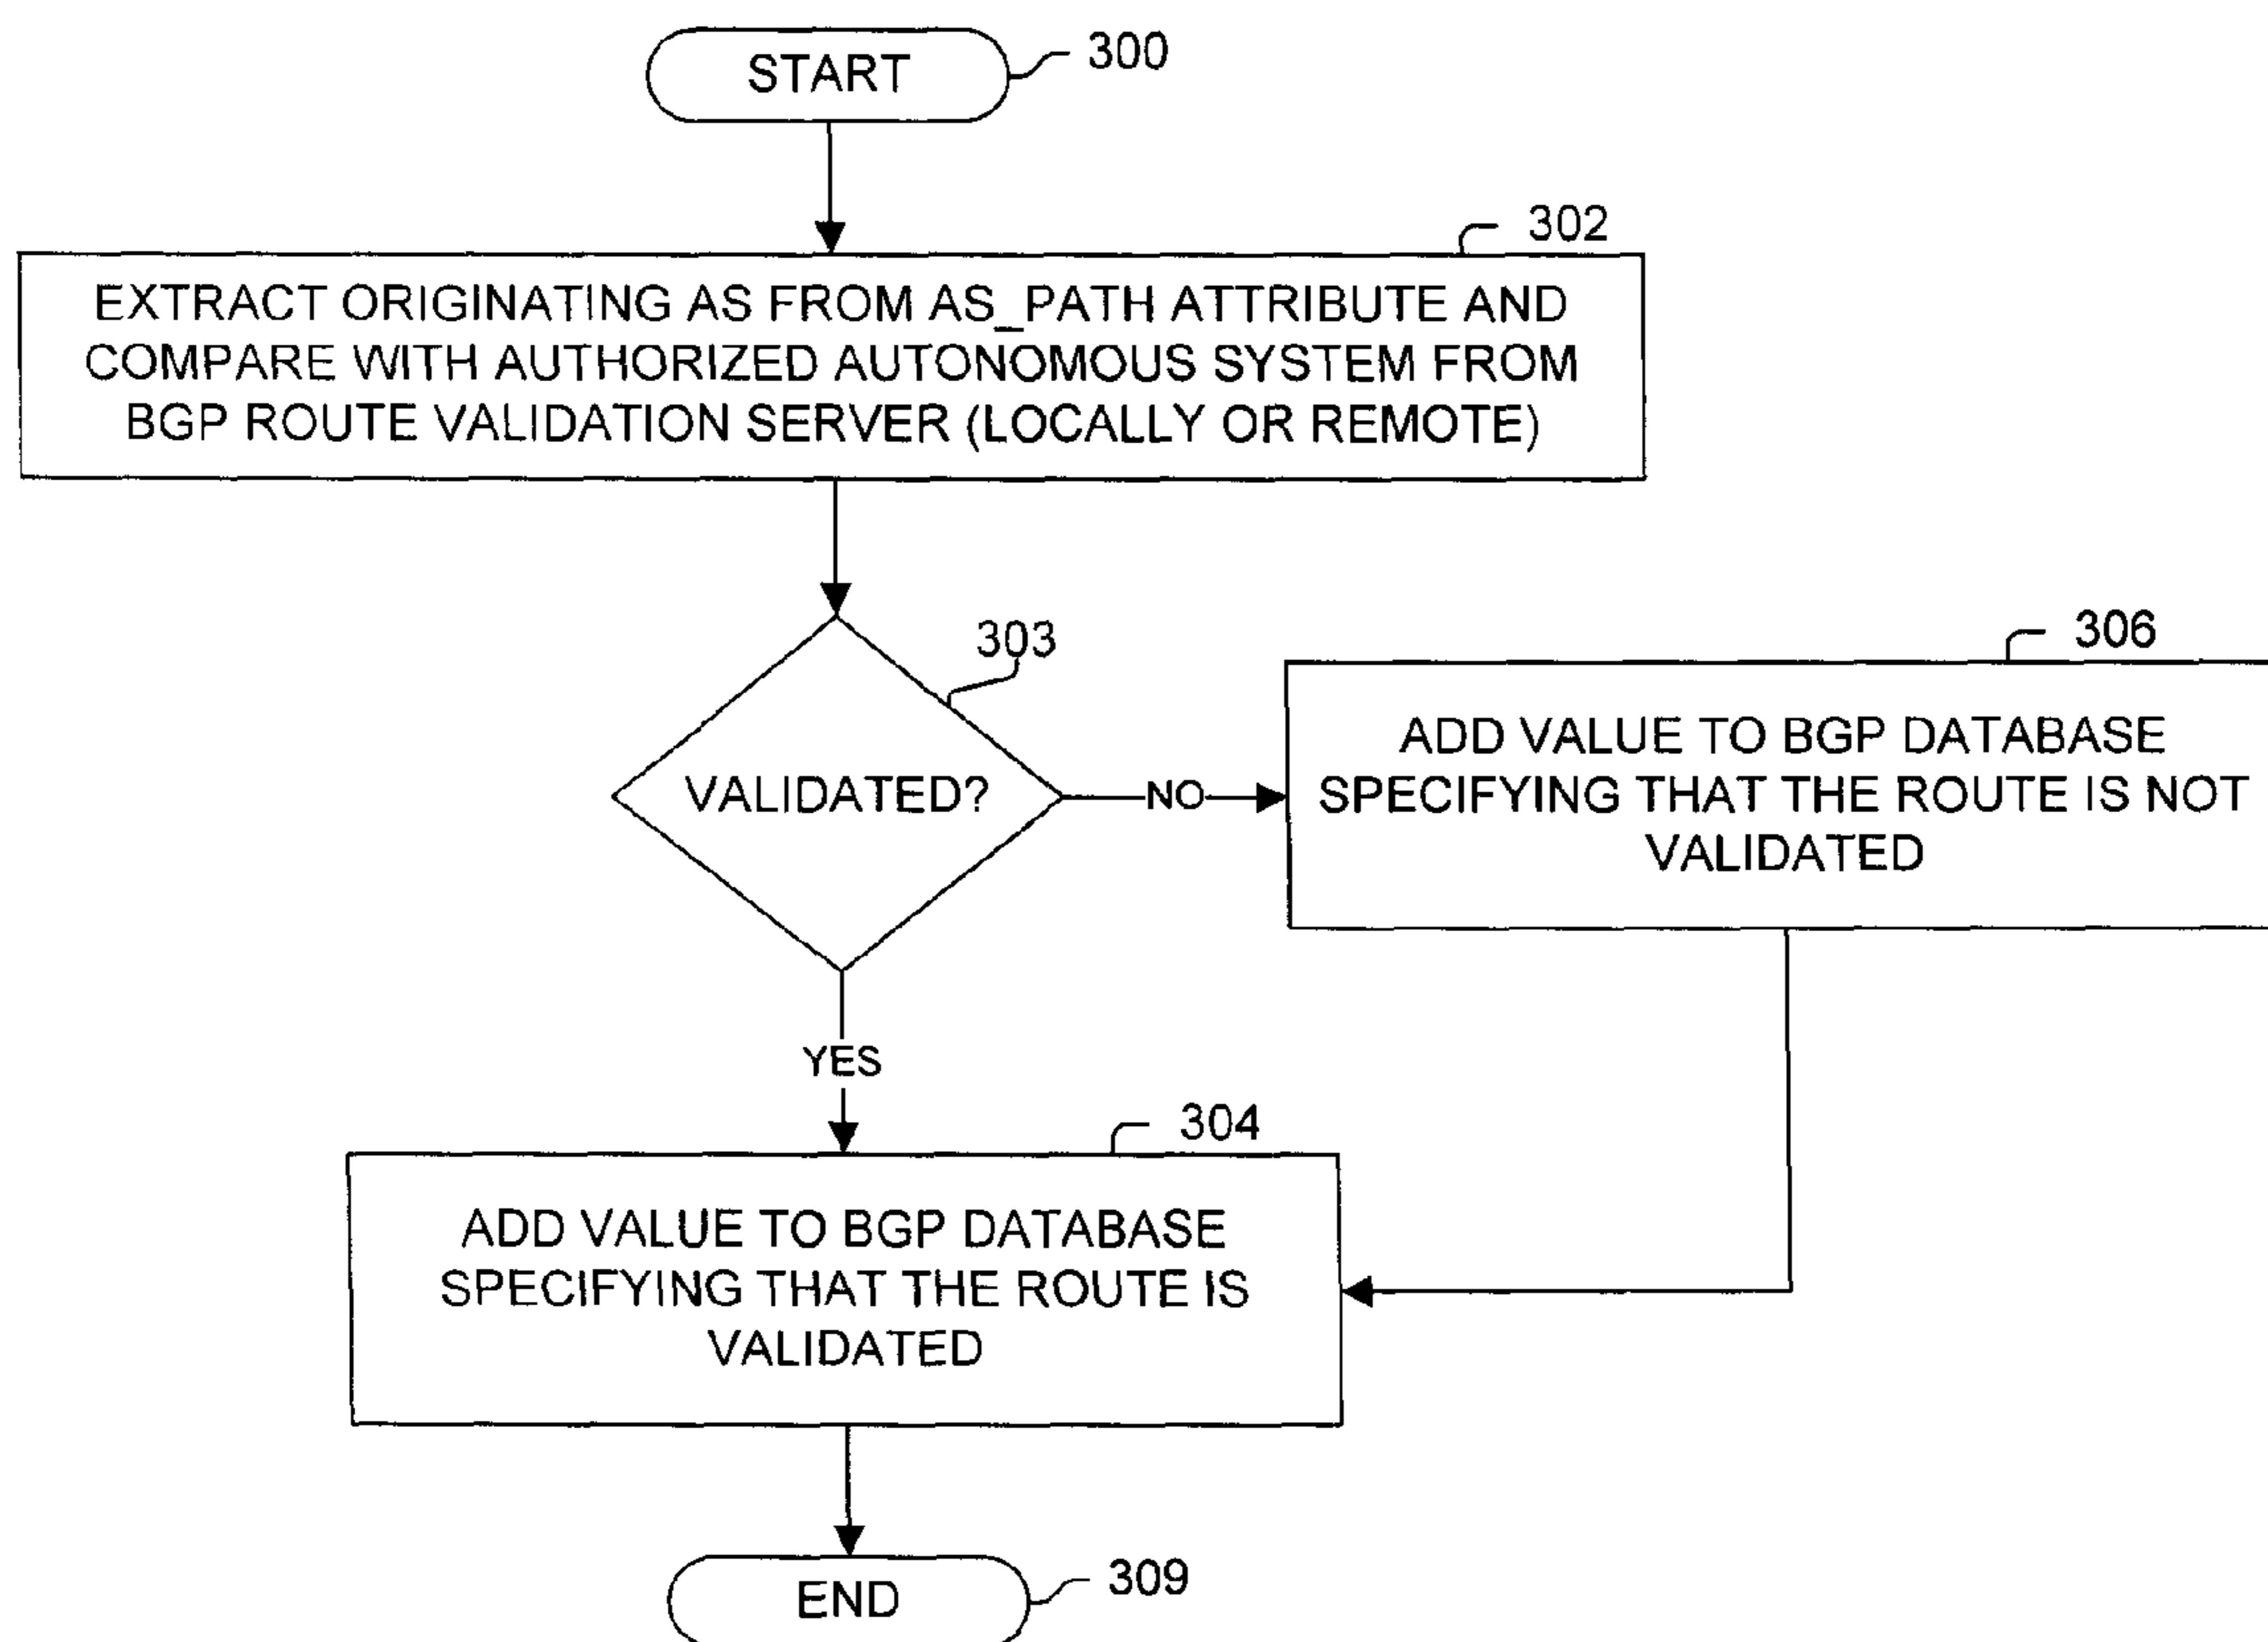 START
300
302
EXTRACT ORIGINATING AS FROM AS_PATH ATTRIBUTE AND
COMPARE WITH AUTHORIZED AUTONOMOUS SYSTEM FROM
BGP ROUTE VALIDATION SERVER (LOCALLY OR REMOTE)
303
VALIDATED?
NO
306
ADD VALUE TO BGP DATABASE
SPECIFYING THAT THE ROUTE IS NOT
VALIDATED
YES
304
ADD VALUE TO BGP DATABASE
SPECIFYING THAT THE ROUTE IS
VALIDATED
END
309